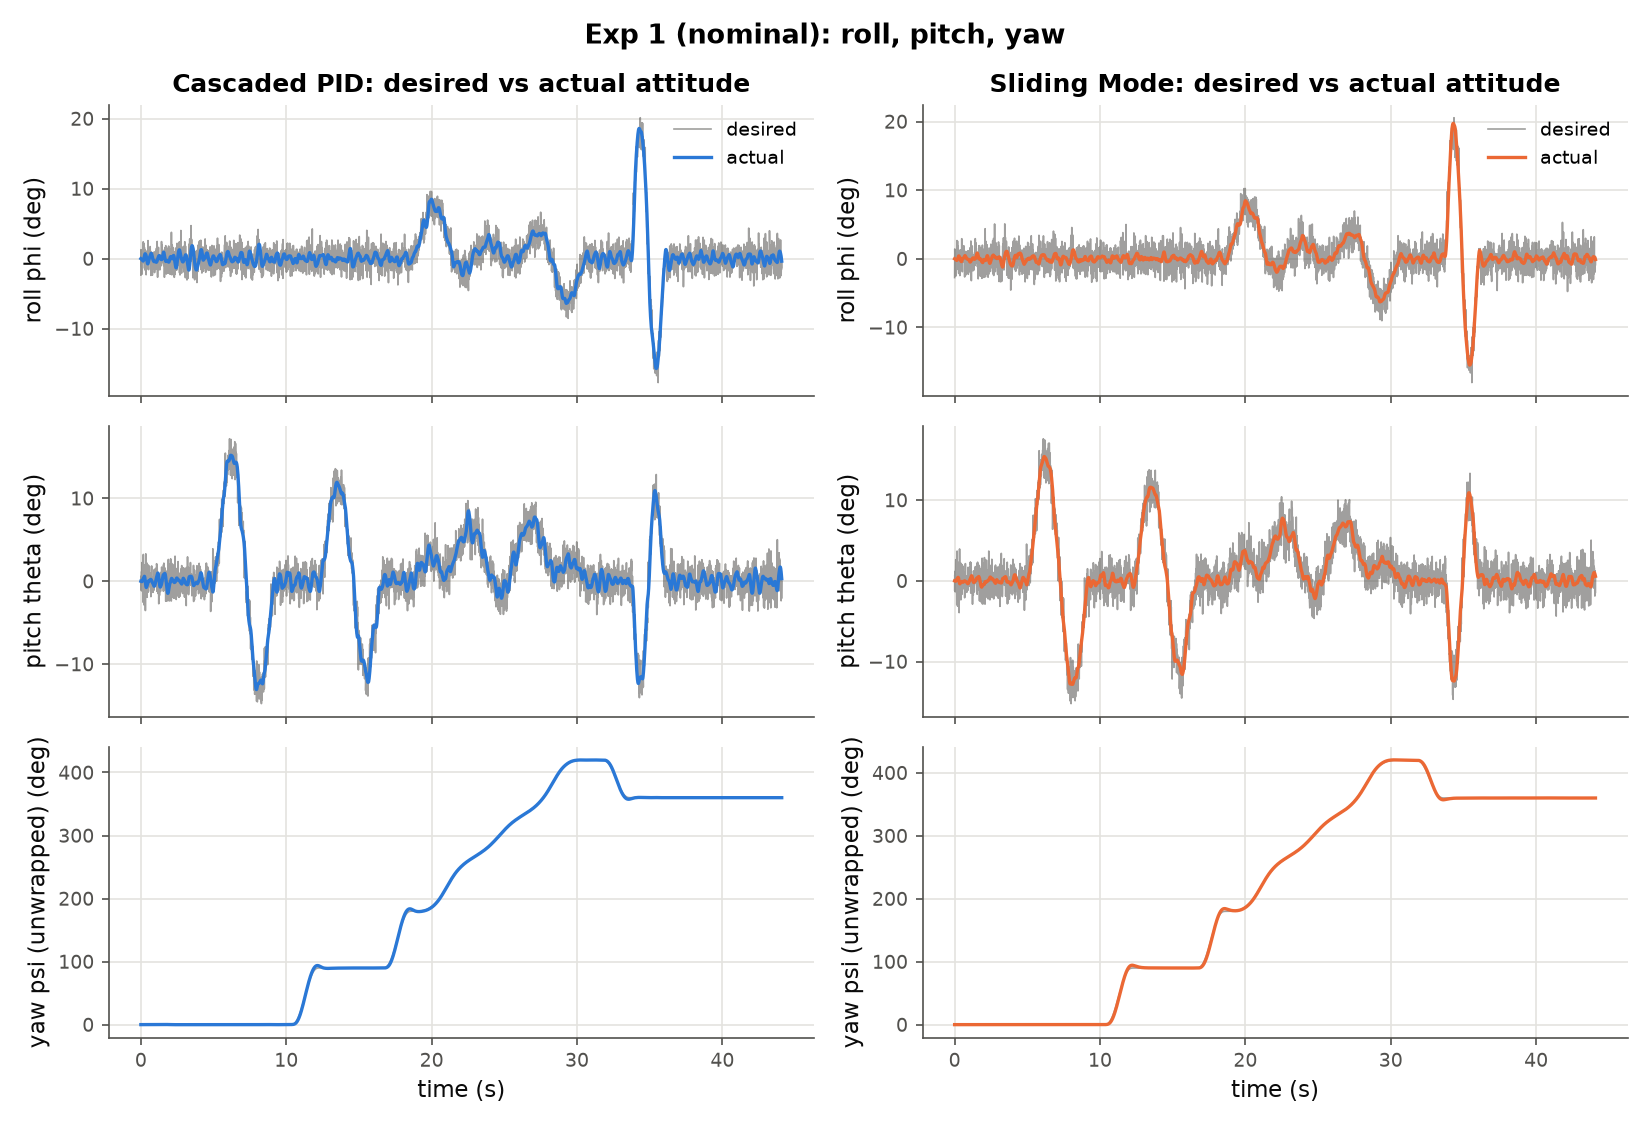 Exp 1 (nominal): roll, pitch, yaw
Cascaded PID: desired vs actual attitude
roll phi (deg)
20
10
0
−10
desired
actual
Sliding Mode: desired vs actual attitude
roll phi (deg)
20
10
0
−10
desired
actual
pitch theta (deg)
10
0
−10
pitch theta (deg)
10
0
−10
yaw psi (unwrapped) (deg)
400
300
200
100
0
0 10 20 30 40
time (s)
yaw psi (unwrapped) (deg)
400
300
200
100
0
0 10 20 30 40
time (s)